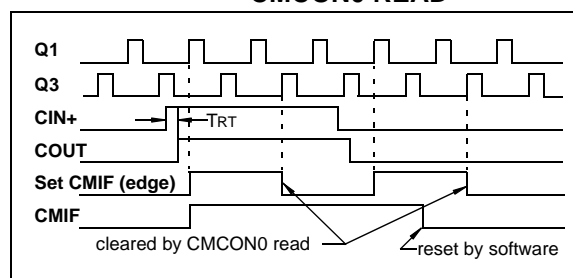 CMCON0 READ
Q1
Q3
CIN+
TRT
COUT
Set CMIF (edge)
CMIF
cleared by CMCON0 read
reset by software